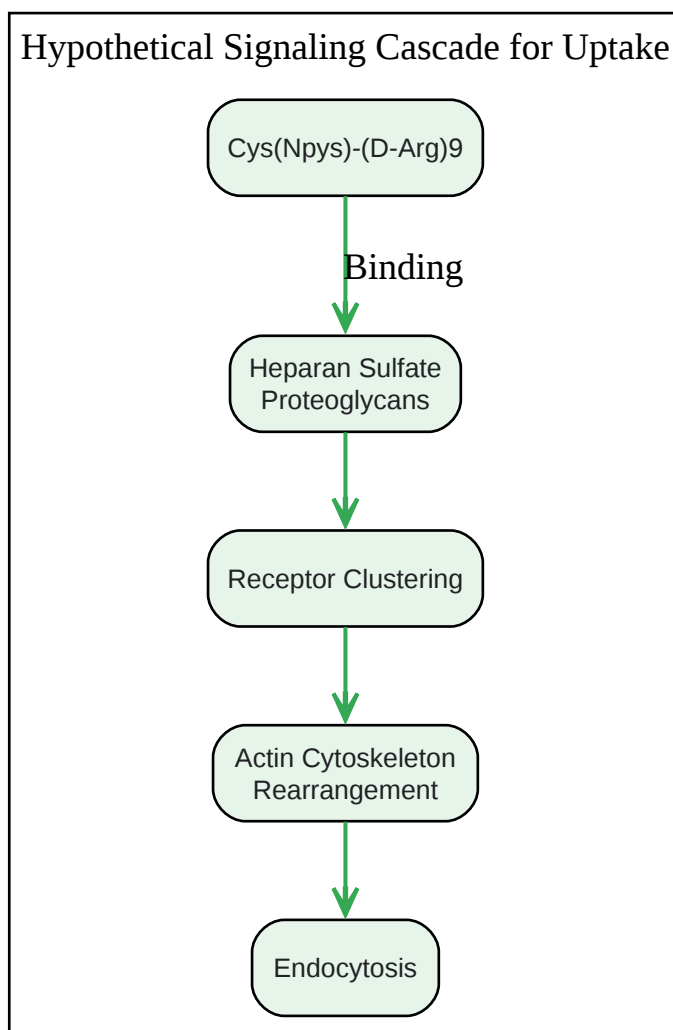 Hypothetical Signaling Cascade for Uptake
Cys(Npys)-(D-Arg)9
Binding
Heparan Sulfate
Proteoglycans
Receptor Clustering
Actin Cytoskeleton
Rearrangement
Endocytosis